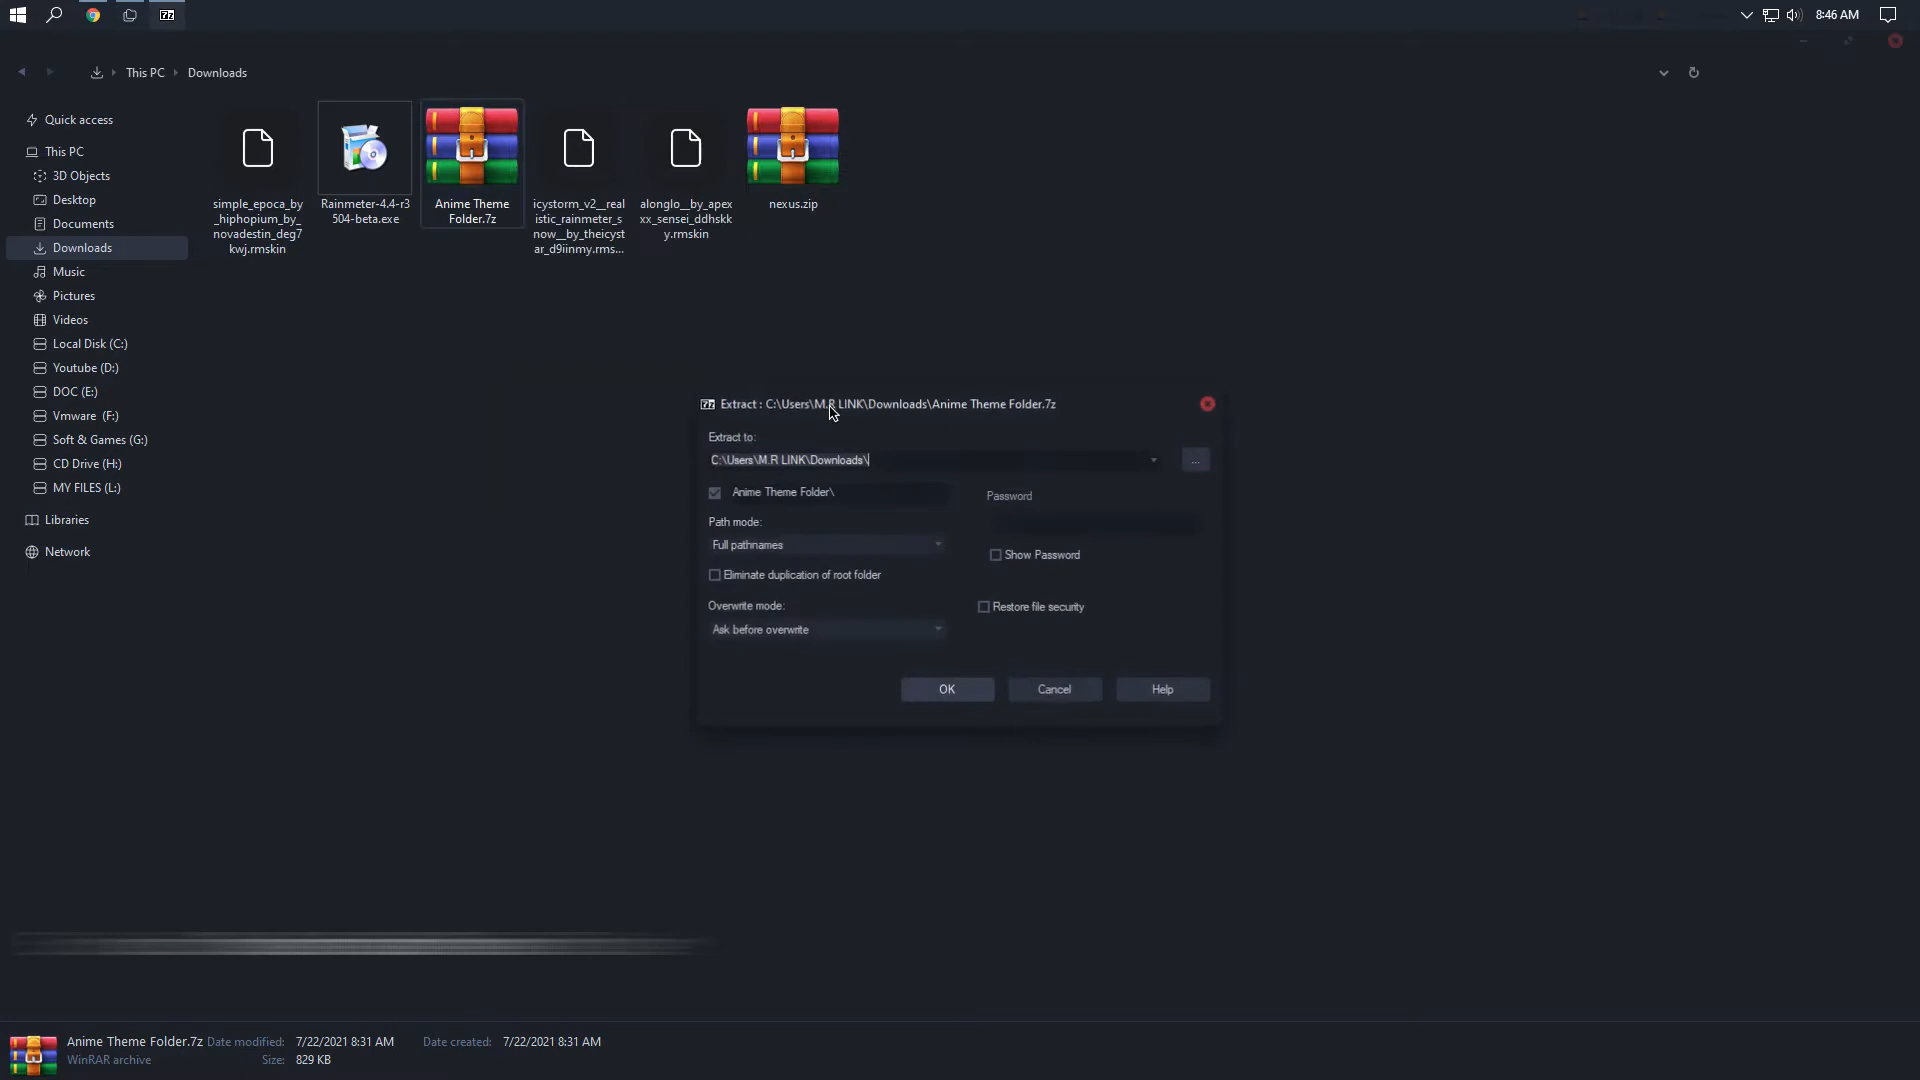 8:46 AM
This PC
Downloads
Quick access
This PC
3D Objects
Desktop
Documents
Downloads
Music
Pictures
Videos
Local Disk (C:)
Youtube (D:)
DOC (E:)
Vmware (F:)
Soft & Games (G:)
CD Drive (H:)
MY FILES (L:)
Libraries
Network
simple_epoca_by
_hiphopium_by_
novadestin_deg7
kwj.rmskin
Rainmeter-4.4-r3
504-beta.exe
Anime Theme
Folder.7z
icystorm_v2__real
istic_rainmeter_s
now__by_theicyst
ar_d9iinmy.rms...
alonglo__by_apex
xx_sensei_ddhskk
y.rmskin
nexus.zip
7z Extract : C:\Users\M.R LINK\Downloads\Anime Theme Folder.7z
Extract to:
C:\Users\M.R LINK\Downloads\
...
Anime Theme Folder\
Password
Path mode:
Full pathnames
Show Password
Eliminate duplication of root folder
Overwrite mode:
Restore file security
Ask before overwrite
OK
Cancel
Help
Anime Theme Folder.7z Date modified: 7/22/2021 8:31 AM Date created: 7/22/2021 8:31 AM
WinRAR archive Size: 829 KB